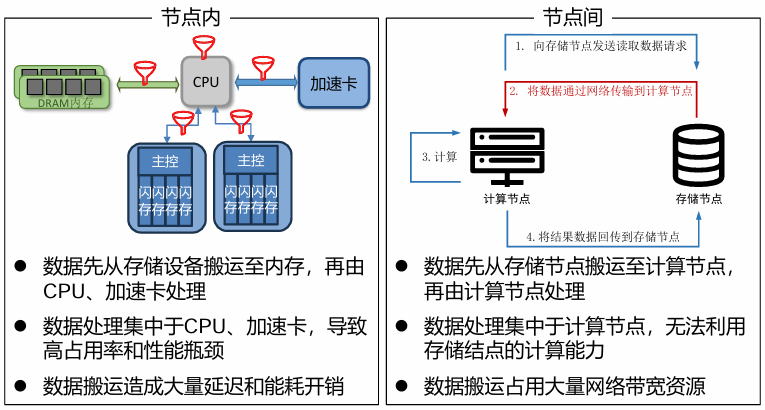 节点内
DRAM内存
CPU
加速卡
主控
闪存
闪存
闪存
闪存
主控
闪存
闪存
闪存
闪存
数据先从存储设备搬运至内存，再由
CPU、加速卡处理
数据处理集中于CPU、加速卡，导致
高占用率和性能瓶颈
数据搬运造成大量延迟和能耗开销
节点间
1. 向存储节点发送读取数据请求
2. 将数据通过网络传输到计算节点
3.计算
计算节点
存储节点
4.将结果数据回传到存储节点
数据先从存储节点搬运至计算节点，
再由计算节点处理
数据处理集中于计算节点，无法利用
存储结点的计算能力
数据搬运占用大量网络带宽资源